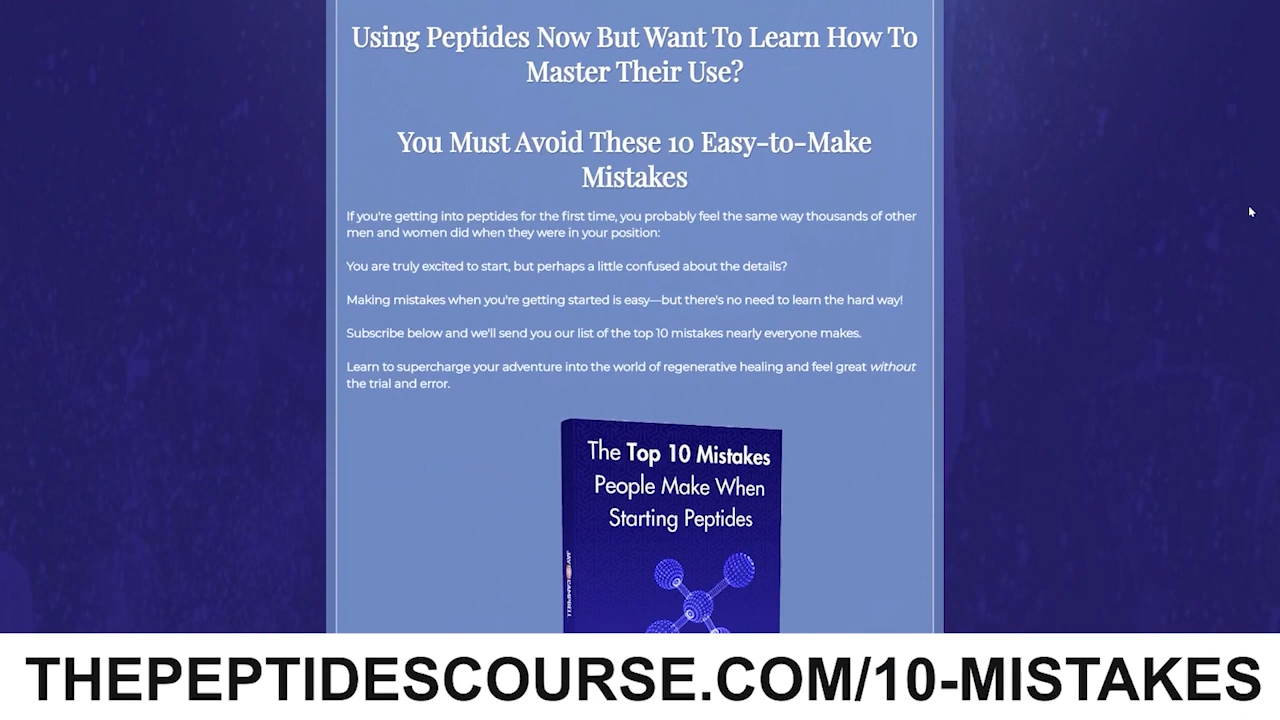 Using Peptides Now But Want To Learn How To
Master Their Use?
You Must Avoid These 10 Easy-to-Make
Mistakes
If you're getting into peptides for the first time, you probably feel the same way thousands of other
men and women did when they were in your position:
You are truly excited to start, but perhaps a little confused about the details?
Making mistakes when you're getting started is easy—but there's no need to learn the hard way!
Subscribe below and we'll send you our list of the top 10 mistakes nearly everyone makes.
Learn to supercharge your adventure into the world of regenerative healing and feel great without
the trial and error.
The Top 10 Mistakes
People Make When
Starting Peptides
JAY CAMPBELL
THEPEPTIDESCOURSE.COM/10-MISTAKES